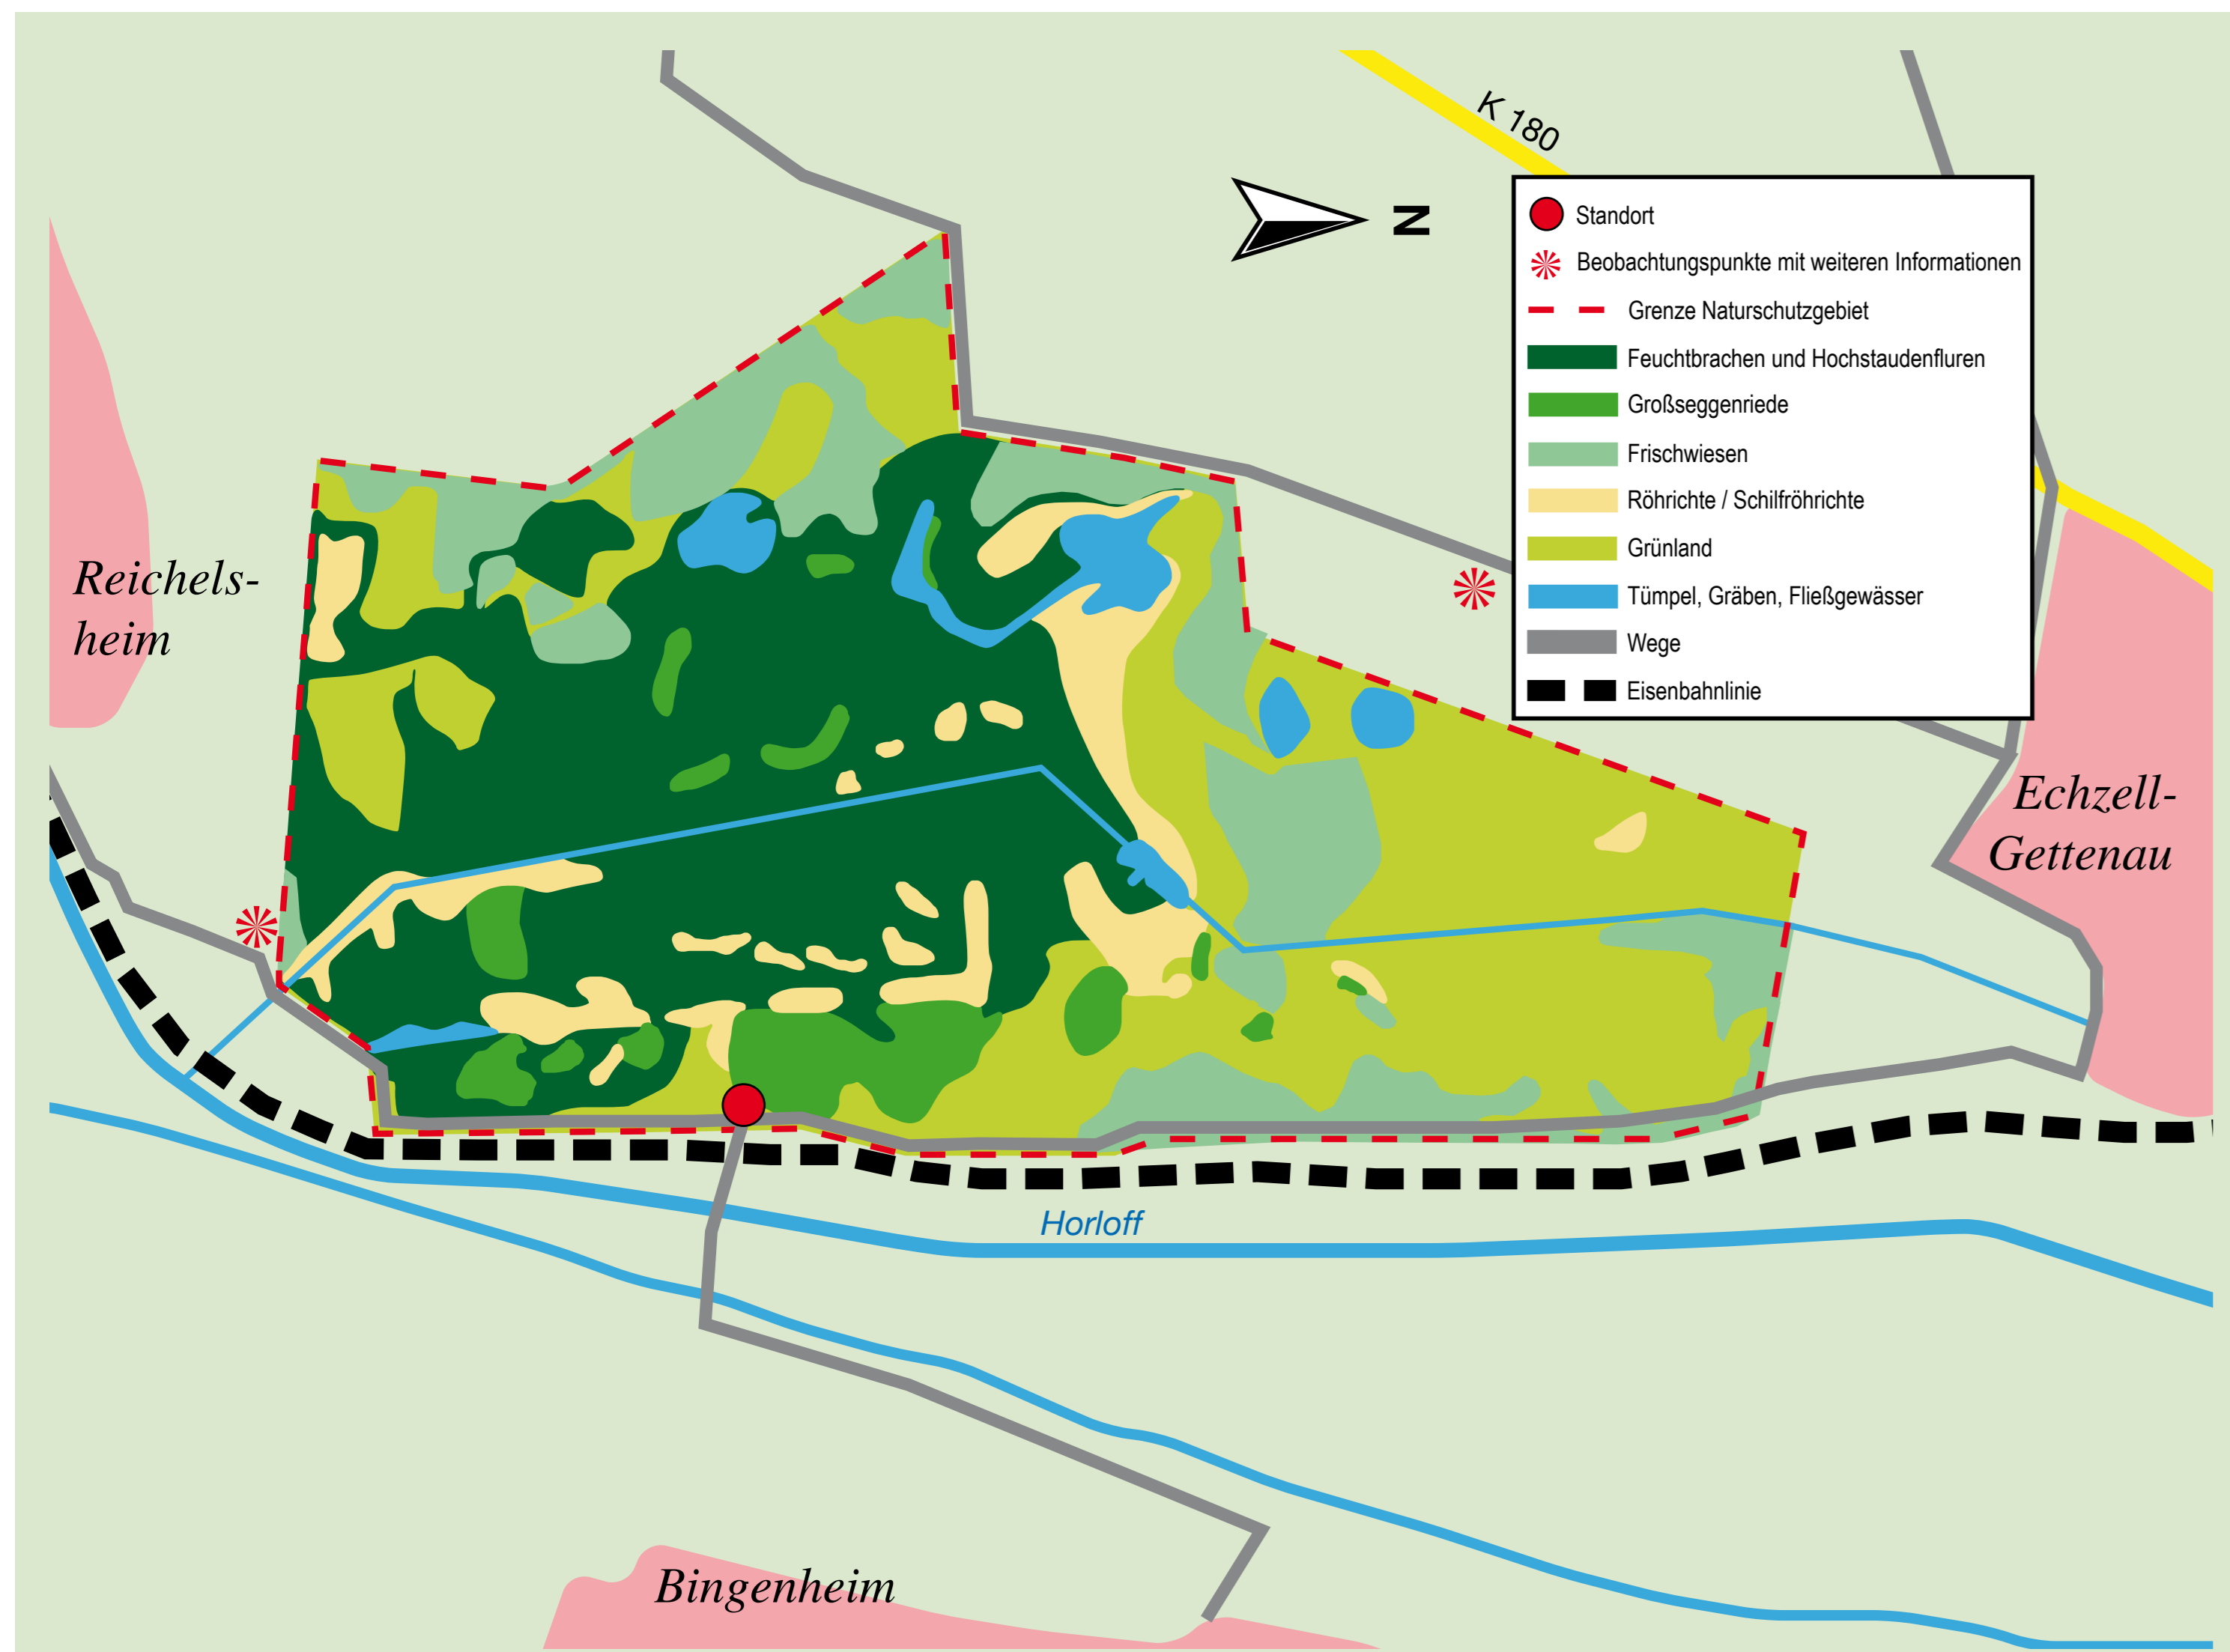 K 180
N
Standort
Beobachtungspunkte mit weiteren Informationen
Grenze Naturschutzgebiet
Feuchtbrachen und Hochstaudenfluren
Großseggenriede
Frischwiesen
Röhrichte / Schilfröhrichte
Grünland
Tümpel, Gräben, Fließgewässer
Wege
Eisenbahnlinie
Reichels-
heim
Echzell-
Gettenau
Horloff
Bingenheim